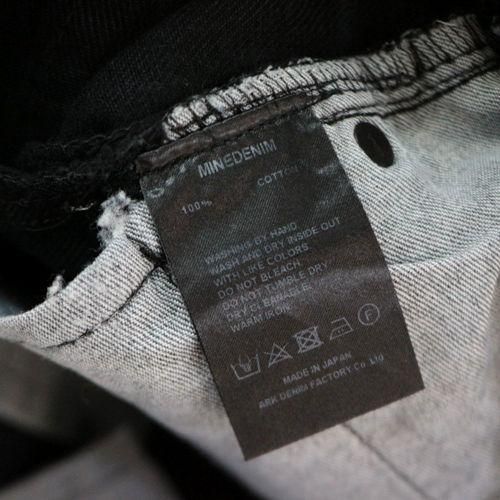 MINEDENIM
100% COTTON
WASHING BY HAND
WASH AND DRY INSIDE OUT
WITH LIKE COLORS
DO NOT BLEACH.
DO NOT TUMBLE DRY
DRY CLEANABLE.
WARM IRON.
F
MADE IN JAPAN
ARK DENIM FACTORY Co.Ltd